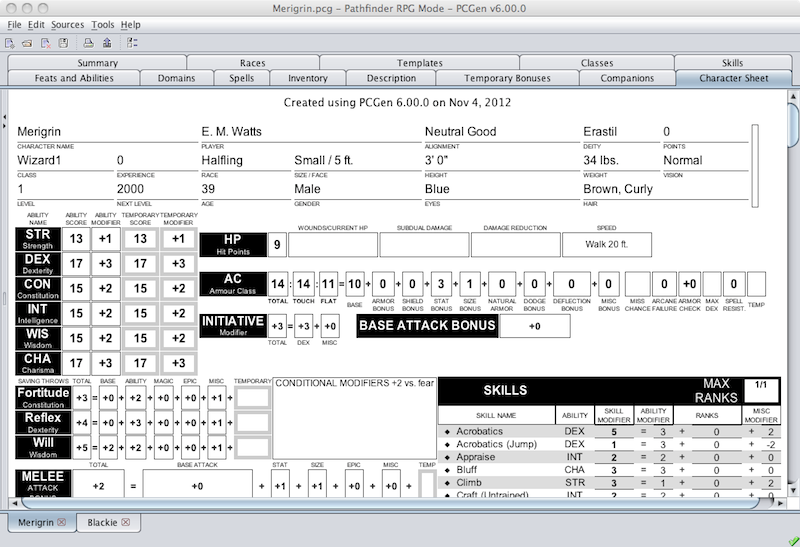 Merigrin.pcg - Pathfinder RPG Mode - PCGen v6.00.0
File Edit Sources Tools Help
Summary Races Templates Classes Skills
Feats and Abilities Domains Spells Inventory Description Temporary Bonuses Companions Character Sheet
Created using PCGen 6.00.0 on Nov 4, 2012
Merigrin E. M. Watts Neutral Good Erastil 0
CHARACTER NAME PLAYER ALIGNMENT DEITY POINTS
Wizard1 0 Halfling Small / 5 ft. 3' 0" 34 lbs. Normal
CLASS EXPERIENCE RACE SIZE / FACE HEIGHT WEIGHT VISION
1 2000 39 Male Blue Brown, Curly
LEVEL NEXT LEVEL AGE GENDER EYES HAIR
ABILITY NAME ABILITY SCORE ABILITY MODIFIER TEMPORARY SCORE TEMPORARY MODIFIER
STR Strength 13 +1 13 +1
DEX Dexterity 17 +3 17 +3
CON Constitution 15 +2 15 +2
INT Intelligence 15 +2 15 +2
WIS Wisdom 15 +2 15 +2
CHA Charisma 17 +3 17 +3
WOUNDS/CURRENT HP SUBDUAL DAMAGE DAMAGE REDUCTION SPEED
HP Hit Points 9 Walk 20 ft.
AC Armour Class 14 : 14 : 11 = 10 + 0 + 0 + 3 + 1 + 0 + 0 + 0 + 0 0 +0 0 0
TOTAL TOUCH FLAT BASE ARMOR BONUS SHIELD BONUS STAT BONUS SIZE BONUS NATURAL ARMOR DODGE BONUS DEFLECTION BONUS MISC BONUS MISS CHANCE ARCANE FAILURE ARMOR CHECK MAX DEX SPELL RESIST. TEMP
INITIATIVE Modifier +3 = +3 + +0
TOTAL DEX MISC
BASE ATTACK BONUS +0
SAVING THROWS TOTAL BASE ABILITY MAGIC EPIC MISC TEMPORARY
Fortitude Constitution +3 = +0 + +2 + +0 + +0 + +1 +
Reflex Dexterity +4 = +0 + +3 + +0 + +0 + +1 +
Will Wisdom +5 = +2 + +2 + +0 + +0 + +1 +
CONDITIONAL MODIFIERS +2 vs. fear
TOTAL BASE ATTACK STAT SIZE EPIC MISC TEMP
MELEE ATTACK +2 = +0 + +1 + +1 + +0 + +0 +
SKILLS MAX RANKS 1/1
SKILL NAME ABILITY SKILL MODIFIER ABILITY MODIFIER RANKS MISC MODIFIER
Acrobatics DEX 5 = 3 + 0 + 2
Acrobatics (Jump) DEX 1 = 3 + 0 + -2
Appraise INT 2 = 2 + 0 + 0
Bluff CHA 3 = 3 + 0 + 0
Climb STR 3 = 1 + 0 + 2
Craft (Untrained) INT 2 = 2 + 0 + 0
Merigrin Blackie